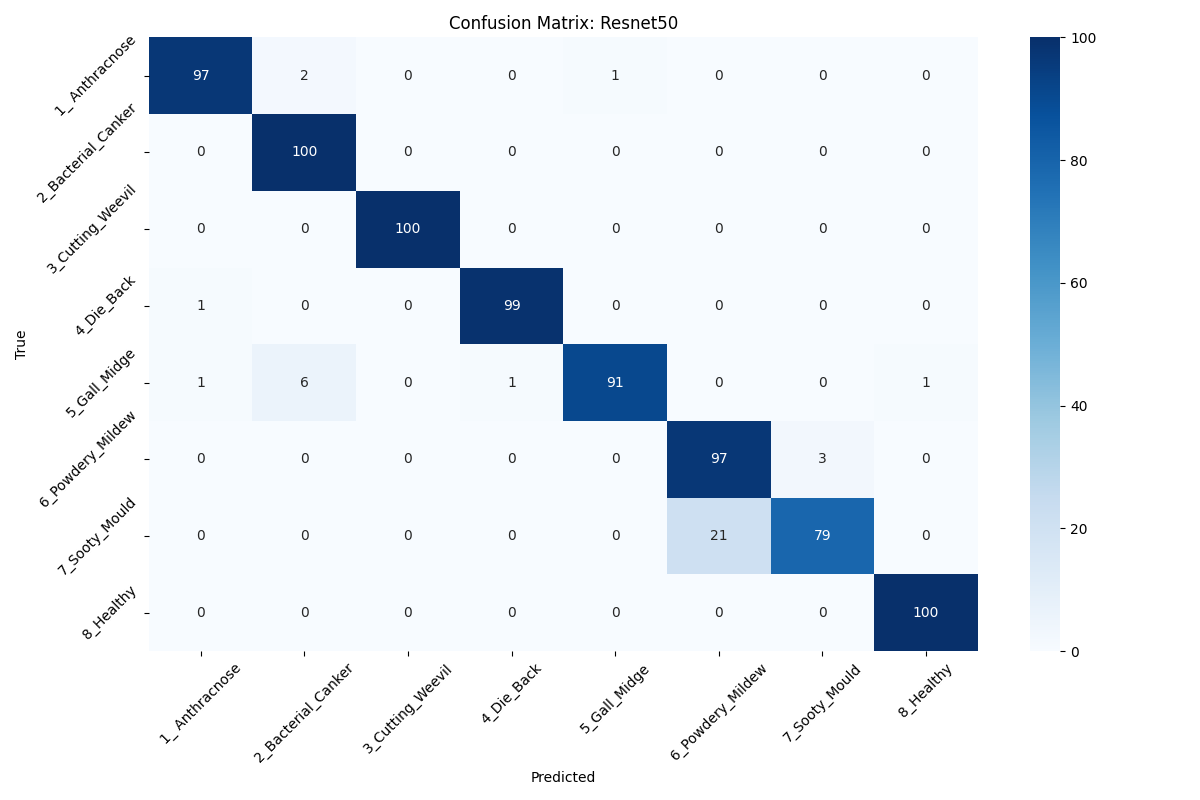 Confusion Matrix: Resnet50
1_ Anthracnose 97 2 0 0 1 0 0 0
2_Bacterial_Canker 0 100 0 0 0 0 0 0
3_Cutting_Weevil 0 0 100 0 0 0 0 0
4_Die_Back 1 0 0 99 0 0 0 0
5_Gall_Midge 1 6 0 1 91 0 0 1
6_Powdery_Mildew 0 0 0 0 0 97 3 0
7_Sooty_Mould 0 0 0 0 0 21 79 0
8_Healthy 0 0 0 0 0 0 0 100
True
1_ Anthracnose 2_Bacterial_Canker 3_Cutting_Weevil 4_Die_Back 5_Gall_Midge 6_Powdery_Mildew 7_Sooty_Mould 8_Healthy
Predicted
100
80
60
40
20
0